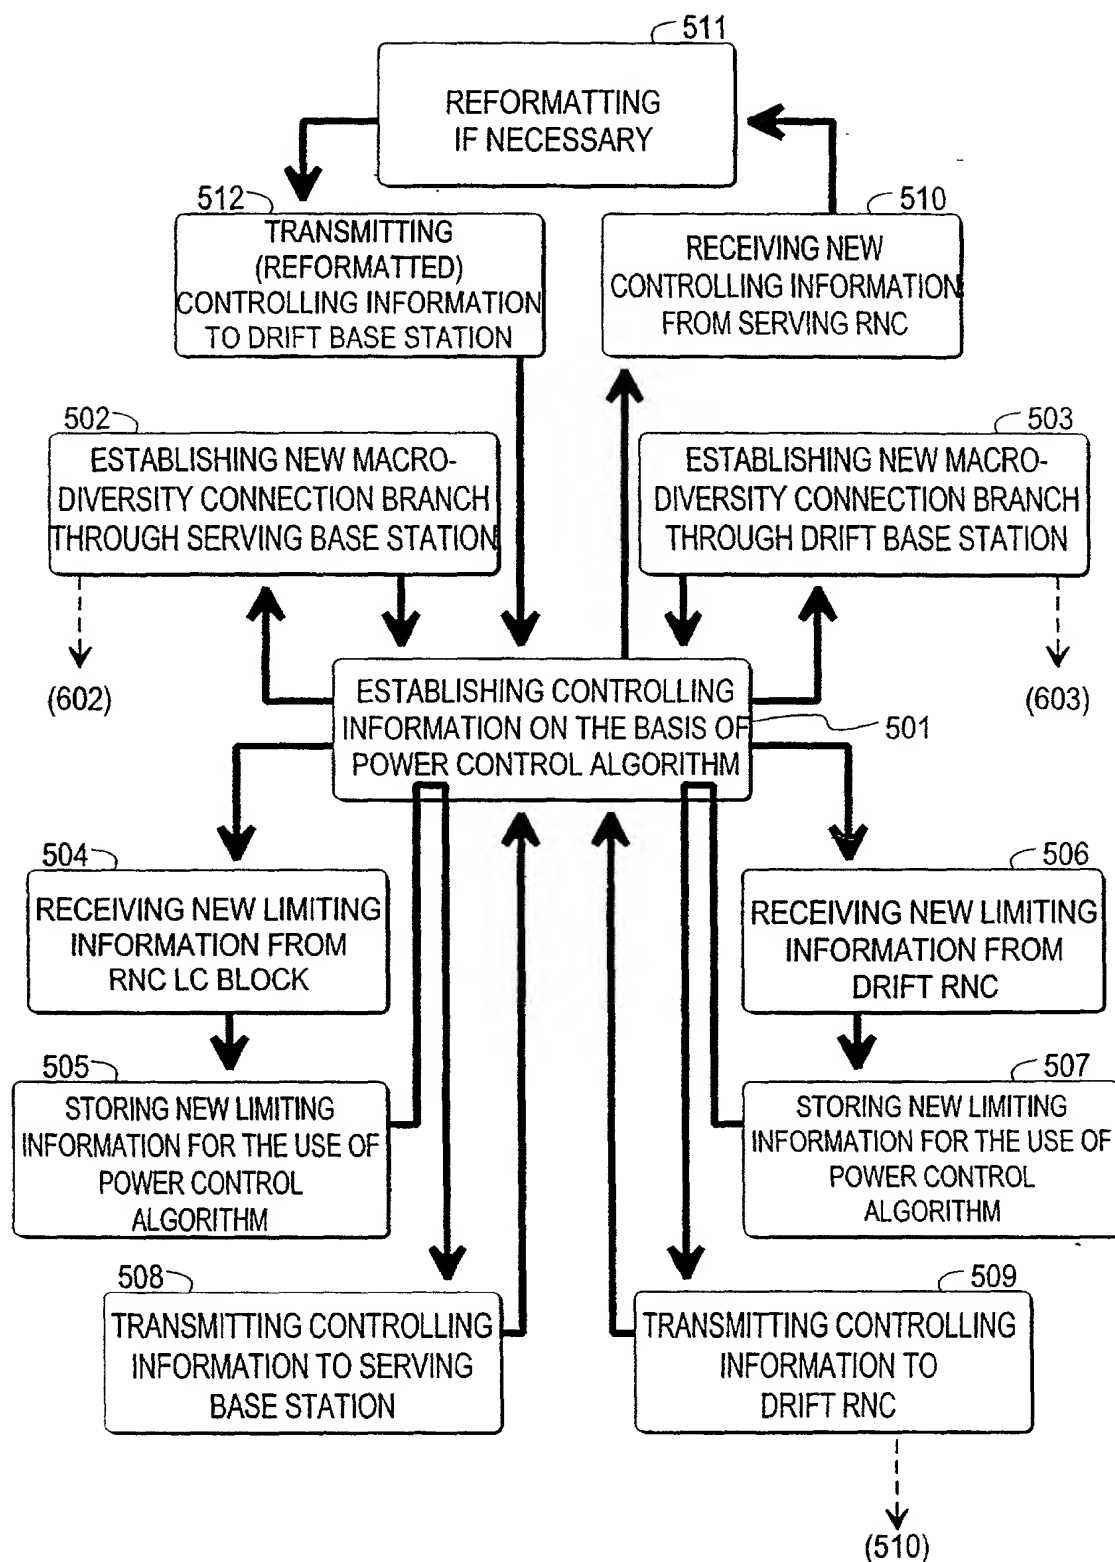 511
REFORMATTING
IF NECESSARY
512
TRANSMITTING
(REFORMATTED)
CONTROLLING INFORMATION
TO DRIFT BASE STATION
510
RECEIVING NEW
CONTROLLING INFORMATION
FROM SERVING RNC
502
ESTABLISHING NEW MACRO-
DIVERSITY CONNECTION BRANCH
THROUGH SERVING BASE STATION
503
ESTABLISHING NEW MACRO-
DIVERSITY CONNECTION BRANCH
THROUGH DRIFT BASE STATION
(602)
(603)
ESTABLISHING CONTROLLING
INFORMATION ON THE BASIS OF
POWER CONTROL ALGORITHM
501
504
RECEIVING NEW LIMITING
INFORMATION FROM
RNC LC BLOCK
506
RECEIVING NEW LIMITING
INFORMATION FROM
DRIFT RNC
505
STORING NEW LIMITING
INFORMATION FOR THE USE OF
POWER CONTROL
ALGORITHM
507
STORING NEW LIMITING
INFORMATION FOR THE USE OF
POWER CONTROL
ALGORITHM
508
TRANSMITTING CONTROLLING
INFORMATION TO SERVING
BASE STATION
509
TRANSMITTING CONTROLLING
INFORMATION TO
DRIFT RNC
(510)